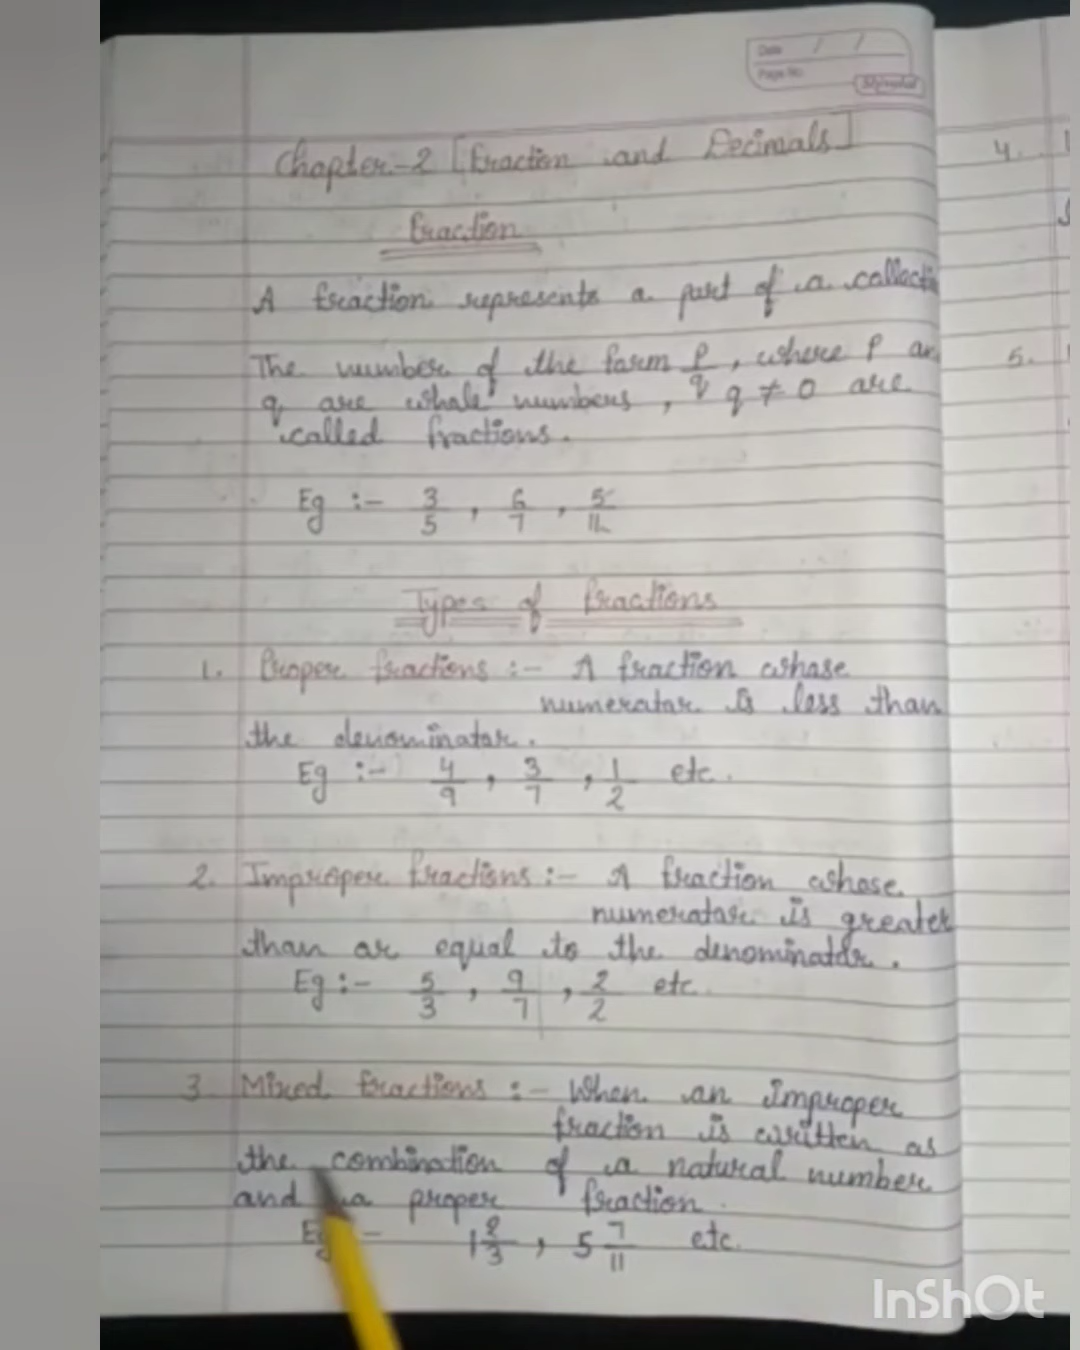 Date / /
Page No.
Chapter-2 [Fraction and Decimals]
Fraction
A fraction represents a part of a collecti
The number of the form p/q, where p an
q are whole numbers, q ≠ 0 are
called fractions.
Eg :- 3/5, 6/7, 5/12
Types of fractions
1. Proper fractions :- A fraction whose
numerator is less than
the denominator.
Eg :- 4/9, 3/7, 1/2 etc.
2. Improper fractions :- A fraction whose
numerator is greater
than or equal to the denominator.
Eg :- 5/3, 9/7, 2/2 etc.
3. Mixed fractions :- When an Improper
fraction is written as
the combination of a natural number
and a proper fraction.
Eg - 1 2/3, 5 7/11 etc.
4.
5.
InShOt